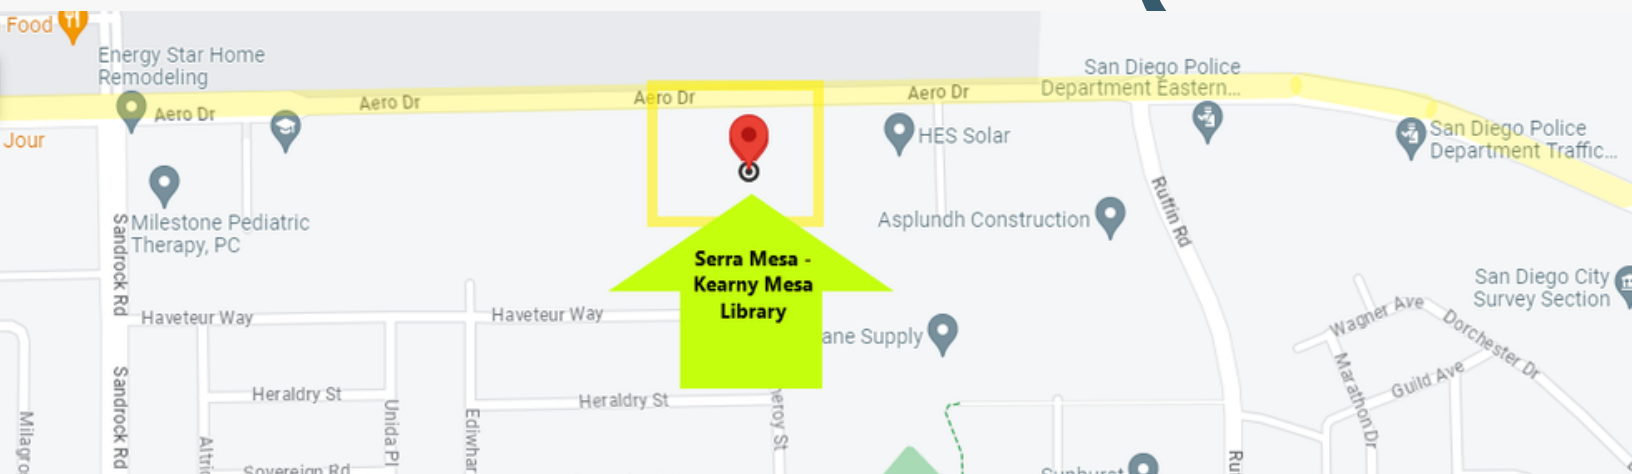 Food
Energy Star Home
Remodeling
San Diego Police
Department Eastern...
Aero Dr
Aero Dr
Aero Dr
Aero Dr
Jour
HES Solar
San Diego Police
Department Traffic...
Milestone Pediatric
Therapy, PC
Sandrock Rd
Asplundh Construction
Ruffin Rd
Serra Mesa -
Kearny Mesa
Library
San Diego City
Survey Section
Haveteur Way
Haveteur Way
Supply
Wagner Ave
Dorchester Dr
Marathon Dr
Guild Ave
Heraldry St
Heraldry St
Sandrock Rd
Unida Pl
Sovereign Rd